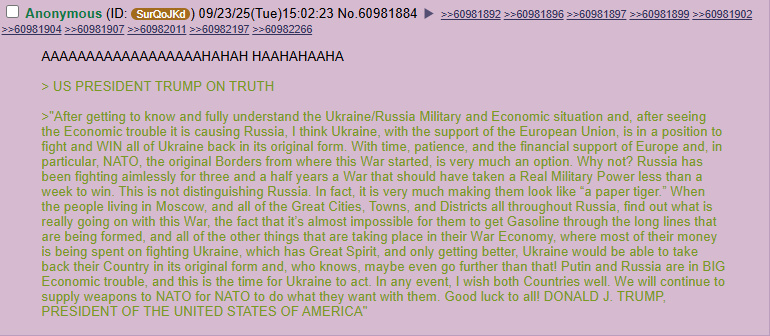 Anonymous (ID: SurQoJKd) 09/23/25(Tue)15:02:23 No.60981884 ▶ >>60981892 >>60981896 >>60981897 >>60981899 >>60981902
>>60981904 >>60981907 >>60982011 >>60982197 >>60982266
AAAAAAAAAAAAAAAAAAHAHAH HAAHAHAAHA
> US PRESIDENT TRUMP ON TRUTH
>"After getting to know and fully understand the Ukraine/Russia Military and Economic situation and, after seeing
the Economic trouble it is causing Russia, I think Ukraine, with the support of the European Union, is in a position to
fight and WIN all of Ukraine back in its original form. With time, patience, and the financial support of Europe and, in
particular, NATO, the original Borders from where this War started, is very much an option. Why not? Russia has
been fighting aimlessly for three and a half years a War that should have taken a Real Military Power less than a
week to win. This is not distinguishing Russia. In fact, it is very much making them look like “a paper tiger.” When
the people living in Moscow, and all of the Great Cities, Towns, and Districts all throughout Russia, find out what is
really going on with this War, the fact that it’s almost impossible for them to get Gasoline through the long lines that
are being formed, and all of the other things that are taking place in their War Economy, where most of their money
is being spent on fighting Ukraine, which has Great Spirit, and only getting better, Ukraine would be able to take
back their Country in its original form and, who knows, maybe even go further than that! Putin and Russia are in BIG
Economic trouble, and this is the time for Ukraine to act. In any event, I wish both Countries well. We will continue to
supply weapons to NATO for NATO to do what they want with them. Good luck to all! DONALD J. TRUMP,
PRESIDENT OF THE UNITED STATES OF AMERICA"